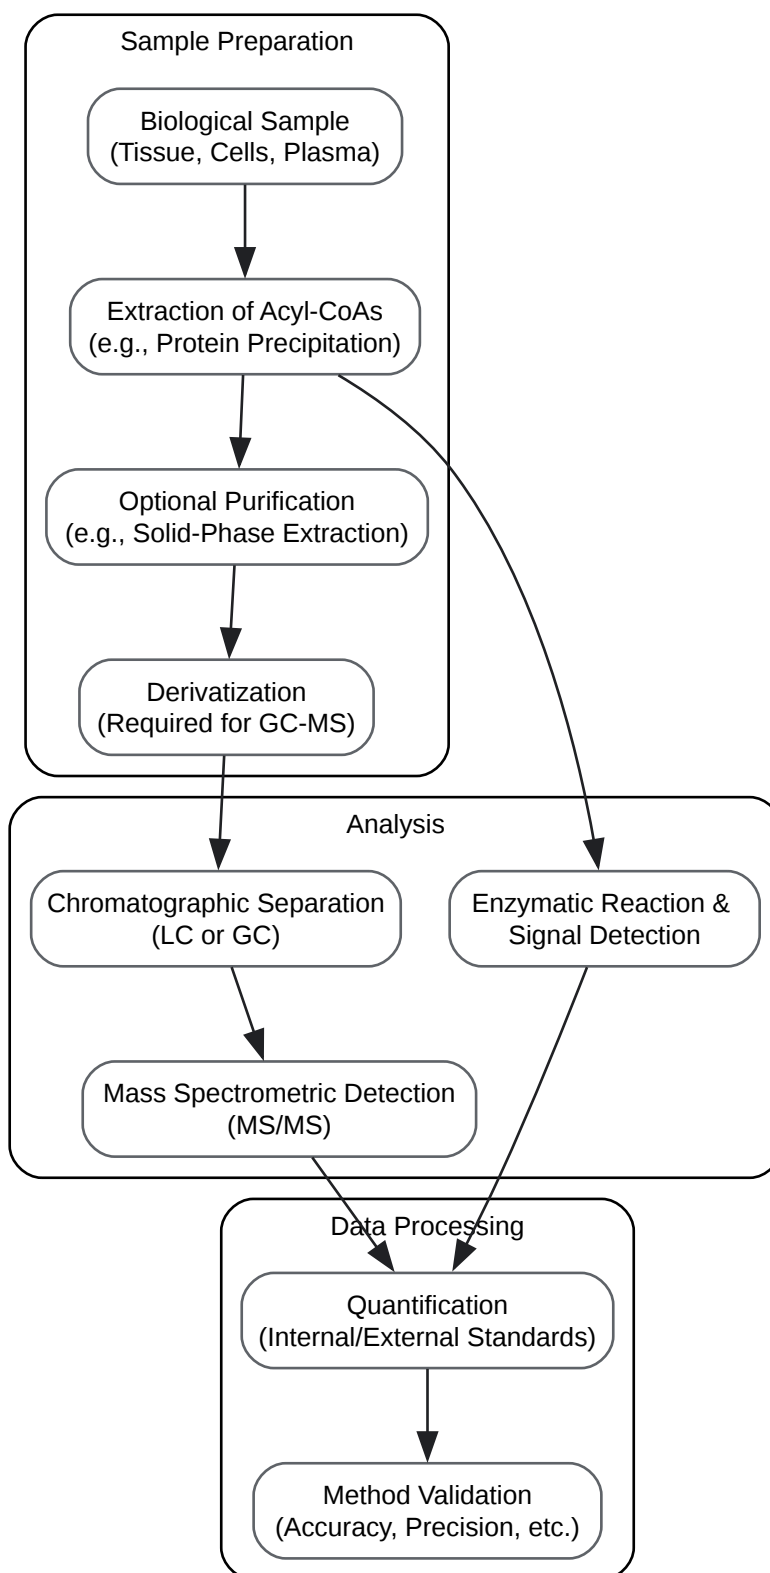 Sample Preparation
Biological Sample
(Tissue, Cells, Plasma)
Extraction of Acyl-CoAs
(e.g., Protein Precipitation)
Optional Purification
(e.g., Solid-Phase Extraction)
Derivatization
(Required for GC-MS)
Analysis
Chromatographic Separation
(LC or GC)
Enzymatic Reaction &
Signal Detection
Mass Spectrometric Detection
(MS/MS)
Data Processing
Quantification
(Internal/External Standards)
Method Validation
(Accuracy, Precision, etc.)